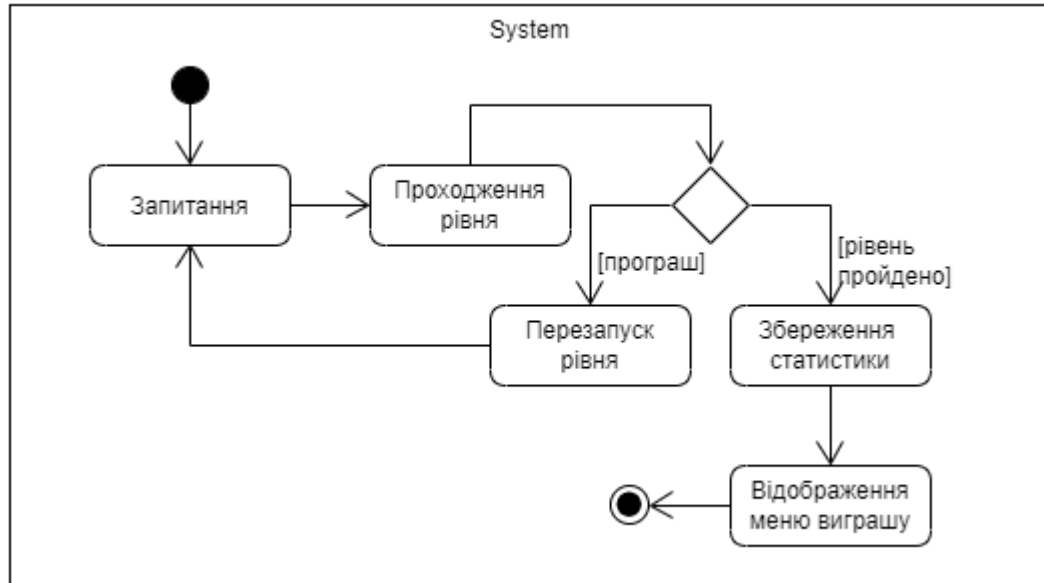 System
Запитання
Проходження
рівня
[програш]
[рівень
пройдено]
Перезапуск
рівня
Збереження
статистики
Відображення
меню виграшу